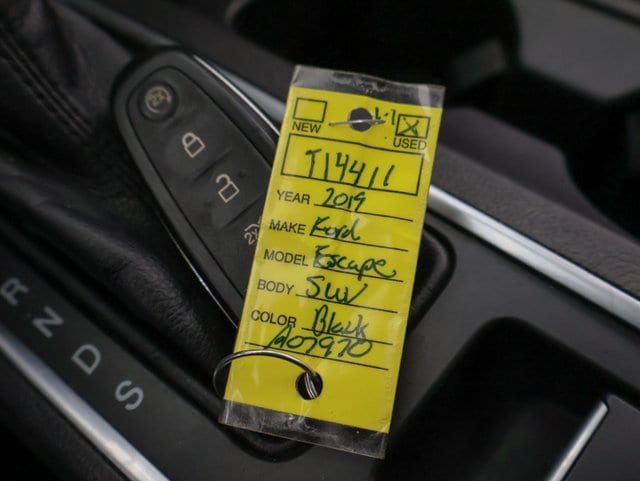 NEW USED
T14411
YEAR 2019
MAKE Ford
MODEL Escape
BODY SUV
COLOR Black
A07970
R
N
D
S